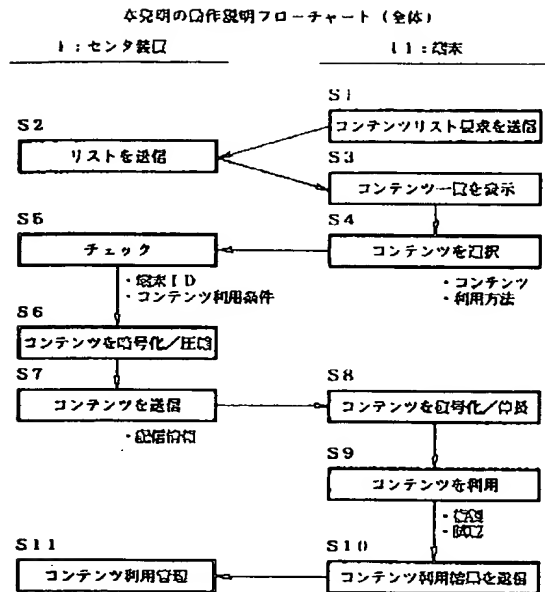 本発明の動作説明フローチャート(全体)
1:センタ装置
11:端末
S1
コンテンツリスト要求を送信
S2
リストを送信
S3
コンテンツ一覧を表示
S4
コンテンツを選択
・コンテンツ
・利用方法
S5
チェック
・端末ID
・コンテンツ利用条件
S6
コンテンツを暗号化/圧縮
S7
コンテンツを送信
・配信情報
S8
コンテンツを復号化/伸長
S9
コンテンツを利用
S10
コンテンツ利用結果を返信
S11
コンテンツ利用管理